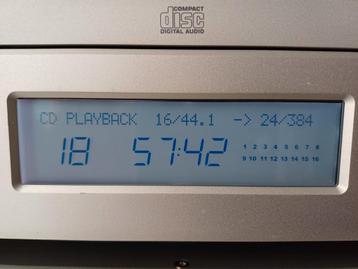 COMPACT
disc
DIGITAL AUDIO
CD PLAYBACK 16/44.1 -> 24/384
18 57:42
1 2 3 4 5 6 7 8
9 10 11 12 13 14 15 16